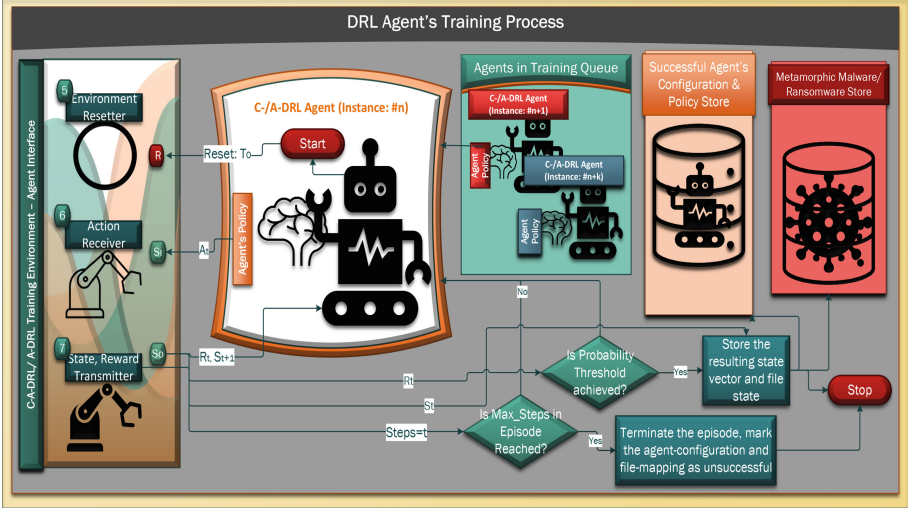 DRL Agent's Training Process
C-A-DRL/ A-DRL Training Environment – Agent Interface
5
Environment
Resetter
R
6
Action
Receiver
Si
7
State, Reward
Transmitter
So
C-/A-DRL Agent (Instance: #n)
Start
Reset: T0
Agent's Policy
At
Rt, St+1
Agents in Training Queue
C-/A-DRL Agent
(Instance: #n+1)
Agent
Policy
C-/A-DRL Agent
(Instance: #n+k)
Agent
Policy
Successful Agent's
Configuration &
Policy Store
Metamorphic Malware/
Ransomware Store
No
Rt
St
Steps=t
Is Probability
Threshold
achieved?
Yes
Store the
resulting state
vector and file
state
Stop
Is Max_Steps in
Episode
Reached?
Yes
Terminate the episode, mark
the agent-configuration and
file-mapping as unsuccessful